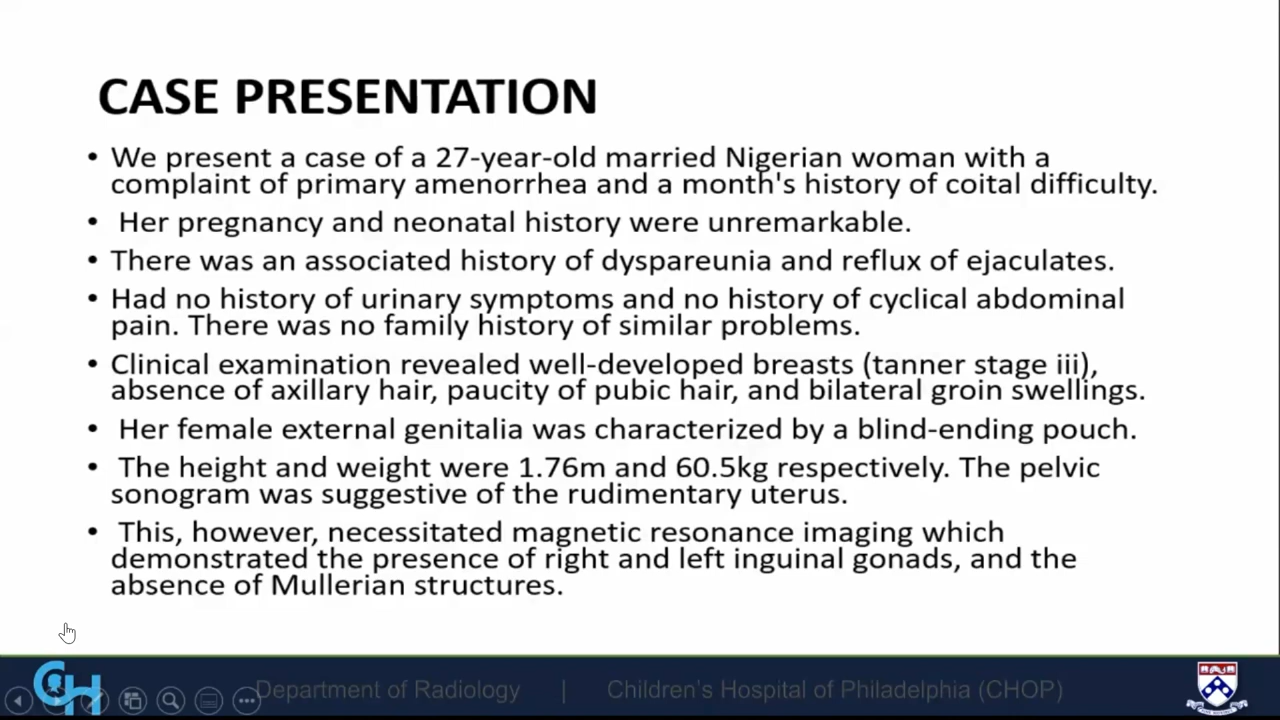 CASE PRESENTATION
• We present a case of a 27-year-old married Nigerian woman with a
complaint of primary amenorrhea and a month's history of coital difficulty.
• Her pregnancy and neonatal history were unremarkable.
• There was an associated history of dyspareunia and reflux of ejaculates.
• Had no history of urinary symptoms and no history of cyclical abdominal
pain. There was no family history of similar problems.
• Clinical examination revealed well-developed breasts (tanner stage iii),
absence of axillary hair, paucity of pubic hair, and bilateral groin swellings.
• Her female external genitalia was characterized by a blind-ending pouch.
• The height and weight were 1.76m and 60.5kg respectively. The pelvic
sonogram was suggestive of the rudimentary uterus.
• This, however, necessitated magnetic resonance imaging which
demonstrated the presence of right and left inguinal gonads, and the
absence of Mullerian structures.
Department of Radiology | Children's Hospital of Philadelphia (CHOP)